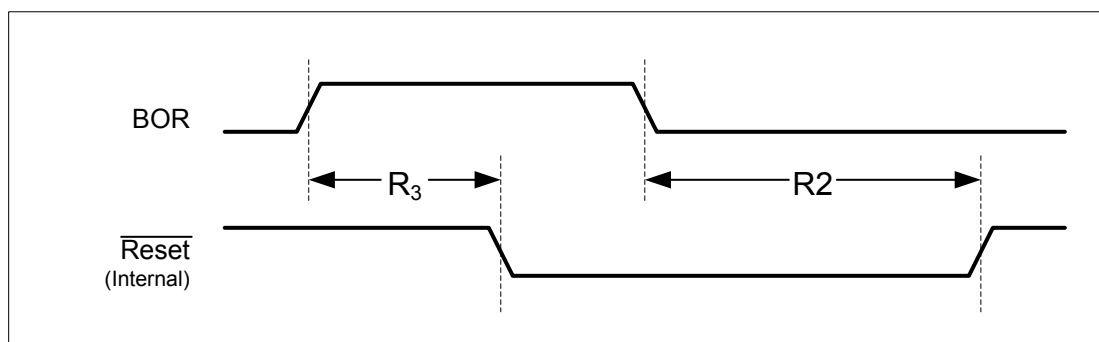 BOR
R₃
R2
Reset
(Internal)